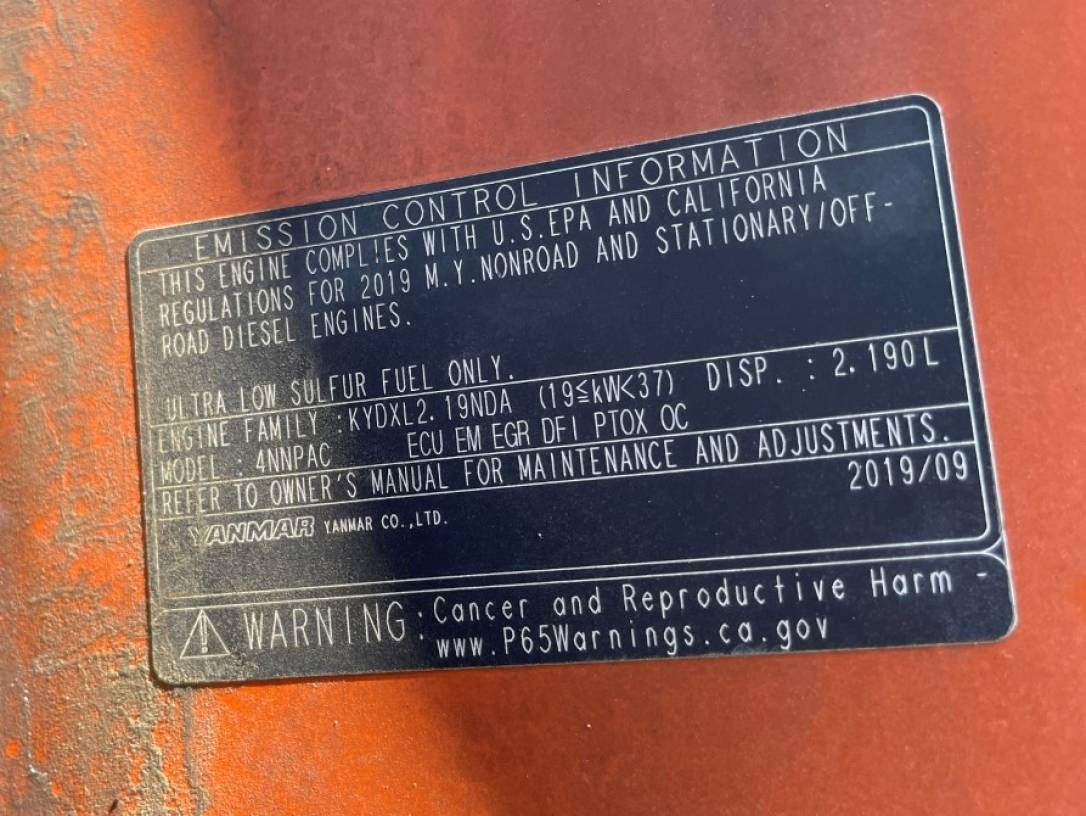 EMISSION CONTROL INFORMATION
THIS ENGINE COMPLIES WITH U.S.EPA AND CALIFORNIA
REGULATIONS FOR 2019 M.Y.NONROAD AND STATIONARY/OFF-
ROAD DIESEL ENGINES.
ULTRA LOW SULFUR FUEL ONLY.
ENGINE FAMILY :KYDXL2.19NDA (19≦kW<37) DISP. : 2.190L
MODEL : 4NNPAC ECU EM EGR DFI PTOX OC
REFER TO OWNER'S MANUAL FOR MAINTENANCE AND ADJUSTMENTS.
2019/09
YANMAR YANMAR CO.,LTD.
WARNING:Cancer and Reproductive Harm -
www.P65Warnings.ca.gov